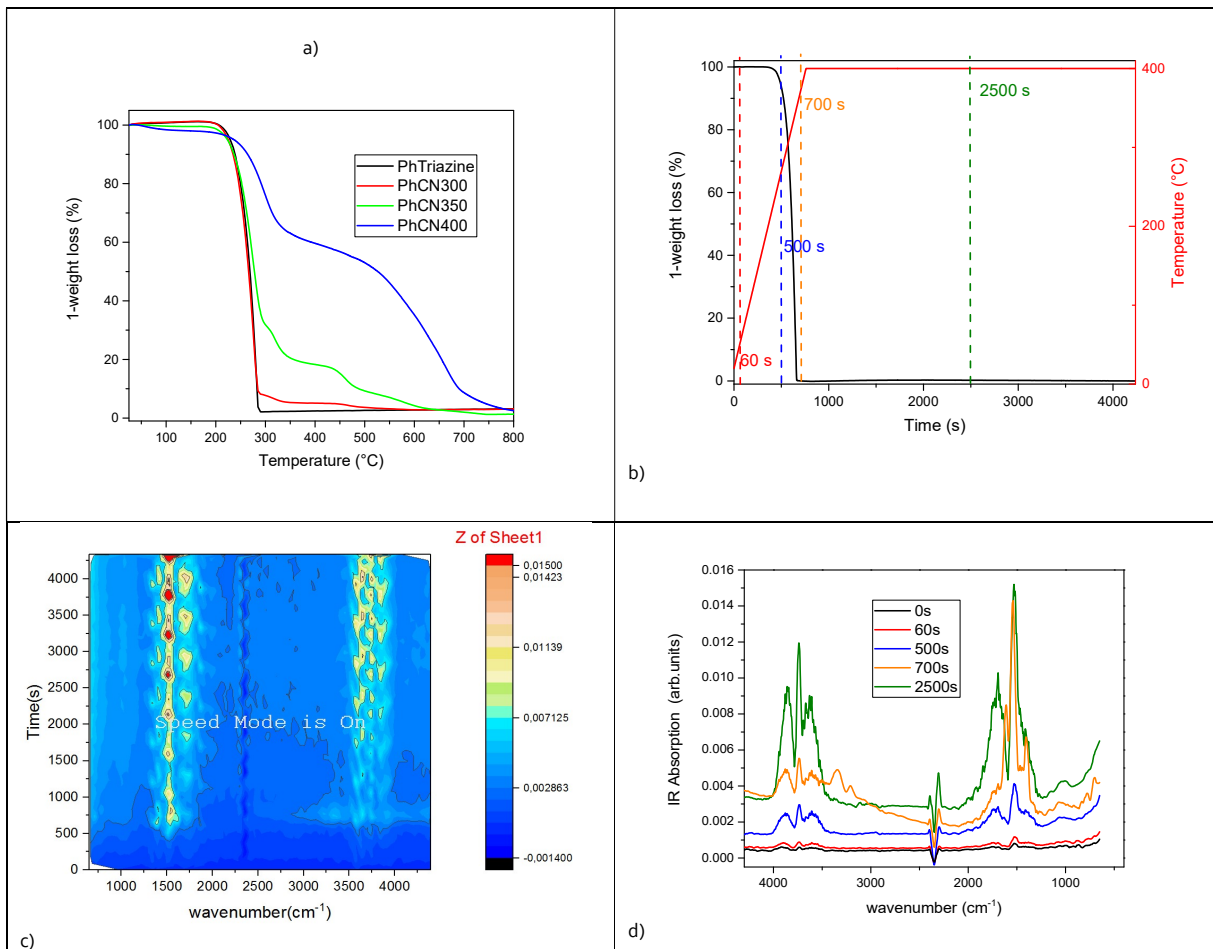 a)
1-weight loss (%)
100
80
60
40
20
0
PhTriazine
PhCN300
PhCN350
PhCN400
100 200 300 400 500 600 700 800
Temperature (°C)
1-weight loss (%)
100
80
60
40
20
0
60 s
500 s
700 s
2500 s
400
200
0
Temperature (°C)
0 1000 2000 3000 4000
Time (s)
b)
Z of Sheet1
Time(s)
4000
3500
3000
2500
2000
1500
1000
500
0
Speed Mode is On
0,01500
0,01423
0,01139
0,007125
0,002863
-0,001400
1000 1500 2000 2500 3000 3500 4000
wavenumber(cm-1)
c)
IR Absorption (arb.units)
0.016
0.014
0.012
0.010
0.008
0.006
0.004
0.002
0.000
0s
60s
500s
700s
2500s
4000 3000 2000 1000
wavenumber (cm-1)
d)